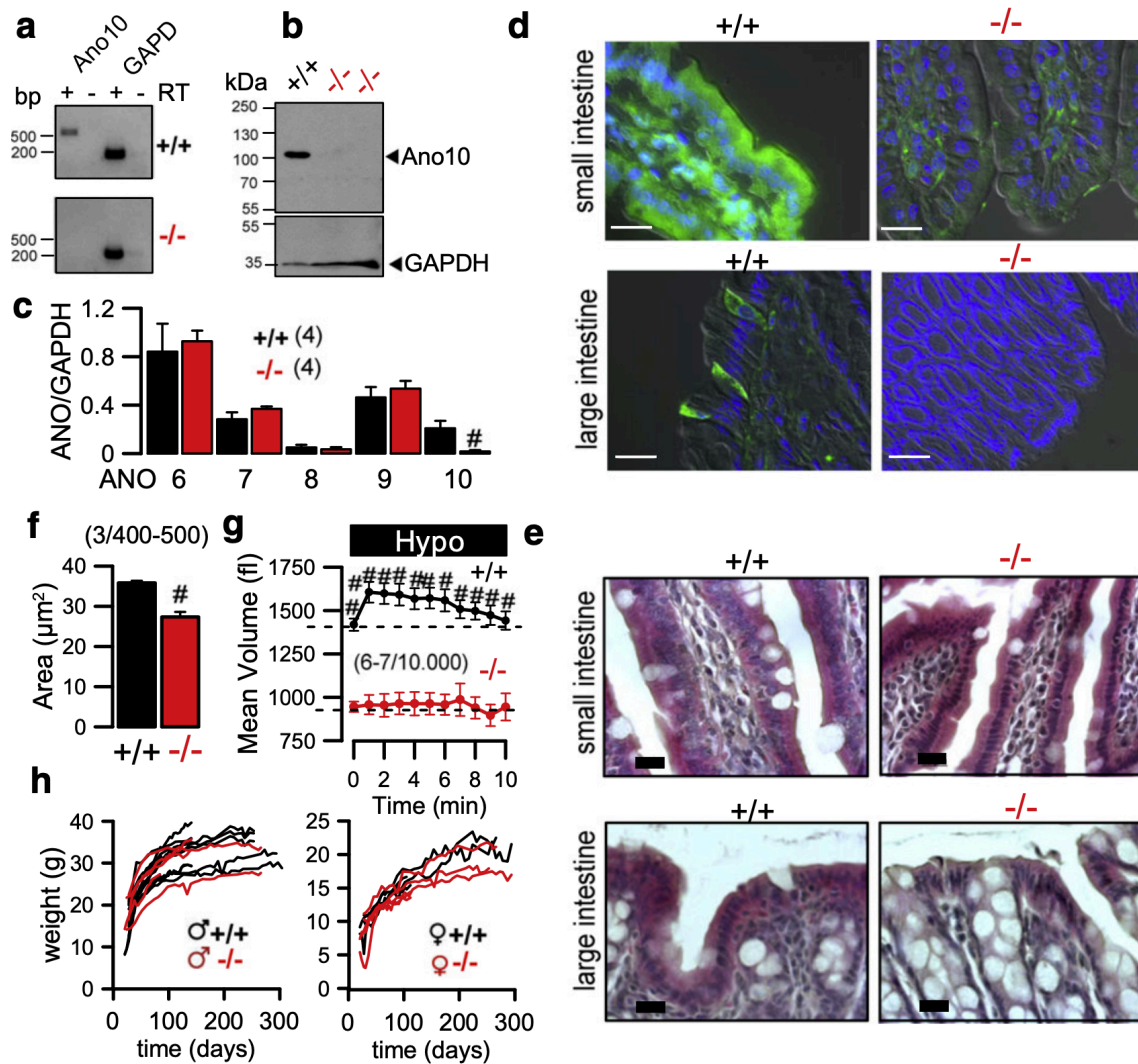 a
Ano10
GAPD
bp + - + - RT
500
200
+/+
500
200
-/-
b
kDa +/+ -/- -/-
250
130
100
70
55
Ano10
55
35
GAPDH
c
ANO/GAPDH
1.2
0.8
0.4
0
+/+ (4)
-/- (4)
#
ANO 6 7 8 9 10
d
+/+ -/-
small intestine
+/+ -/-
large intestine
e
+/+ -/-
small intestine
+/+ -/-
large intestine
f
(3/400-500)
Area (µm²)
40
30
20
10
0
#
+/+ -/-
g
Hypo
Mean Volume (fl)
1750
1500
1250
1000
750
# # # # # # # # # # # #
+/+
(6-7/10.000) -/-
0 2 4 6 8 10
Time (min)
h
weight (g)
40
30
20
10
0
♂+/+
♂ -/-
0 100 200 300
time (days)
25
20
15
10
5
0
♀+/+
♀-/-
0 100 200 300
time (days)